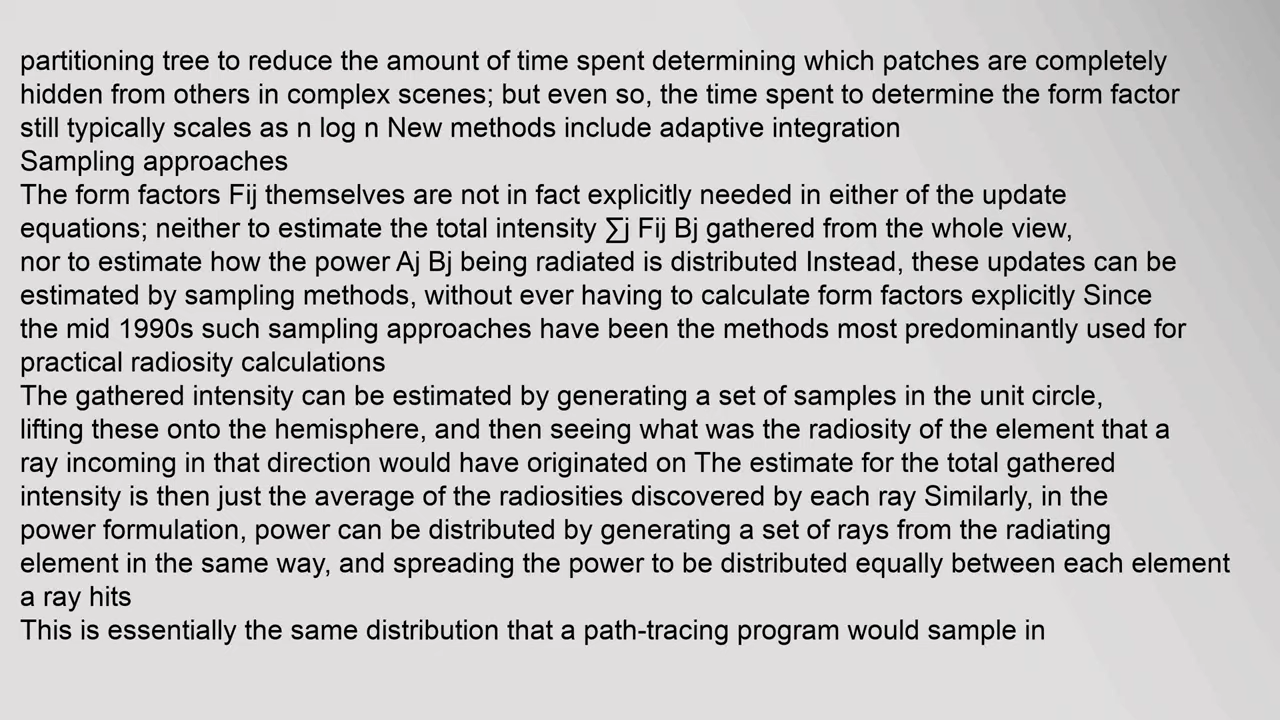 partitioning tree to reduce the amount of time spent determining which patches are completely
hidden from others in complex scenes; but even so, the time spent to determine the form factor
still typically scales as n log n New methods include adaptive integration
Sampling approaches
The form factors Fij themselves are not in fact explicitly needed in either of the update
equations; neither to estimate the total intensity ∑j Fij Bj gathered from the whole view,
nor to estimate how the power Aj Bj being radiated is distributed Instead, these updates can be
estimated by sampling methods, without ever having to calculate form factors explicitly Since
the mid 1990s such sampling approaches have been the methods most predominantly used for
practical radiosity calculations
The gathered intensity can be estimated by generating a set of samples in the unit circle,
lifting these onto the hemisphere, and then seeing what was the radiosity of the element that a
ray incoming in that direction would have originated on The estimate for the total gathered
intensity is then just the average of the radiosities discovered by each ray Similarly, in the
power formulation, power can be distributed by generating a set of rays from the radiating
element in the same way, and spreading the power to be distributed equally between each element
a ray hits
This is essentially the same distribution that a path-tracing program would sample in